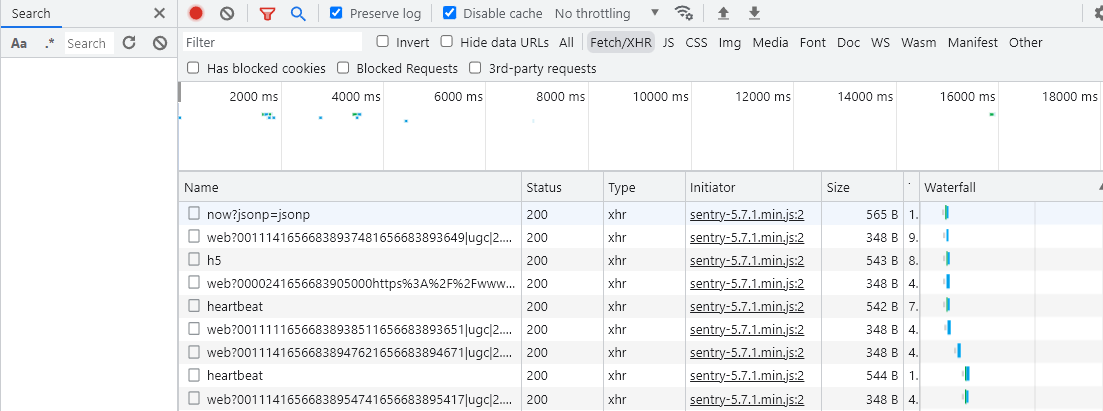 Search
Aa .* Search
Preserve log Disable cache No throttling
Filter Invert Hide data URLs All Fetch/XHR JS CSS Img Media Font Doc WS Wasm Manifest Other
Has blocked cookies Blocked Requests 3rd-party requests
2000 ms 4000 ms 6000 ms 8000 ms 10000 ms 12000 ms 14000 ms 16000 ms 18000 ms
Name Status Type Initiator Size Waterfall
now?jsonp=jsonp 200 xhr sentry-5.7.1.min.js:2 565 B 1.
web?0011141656683893748​1656683893649|ugc|2.... 200 xhr sentry-5.7.1.min.js:2 348 B 9.
h5 200 xhr sentry-5.7.1.min.js:2 543 B 8.
web?0000241656683905000https%3A%2F%2Fwww... 200 xhr sentry-5.7.1.min.js:2 348 B 4.
heartbeat 200 xhr sentry-5.7.1.min.js:2 542 B 7.
web?00111116566838938511656683893651|ugc|2.... 200 xhr sentry-5.7.1.min.js:2 348 B 4.
web?00111416566838947621656683894671|ugc|2.... 200 xhr sentry-5.7.1.min.js:2 348 B 4.
heartbeat 200 xhr sentry-5.7.1.min.js:2 544 B 1.
web?00111416566838954741656683895417|ugc|2.... 200 xhr sentry-5.7.1.min.js:2 348 B 4.